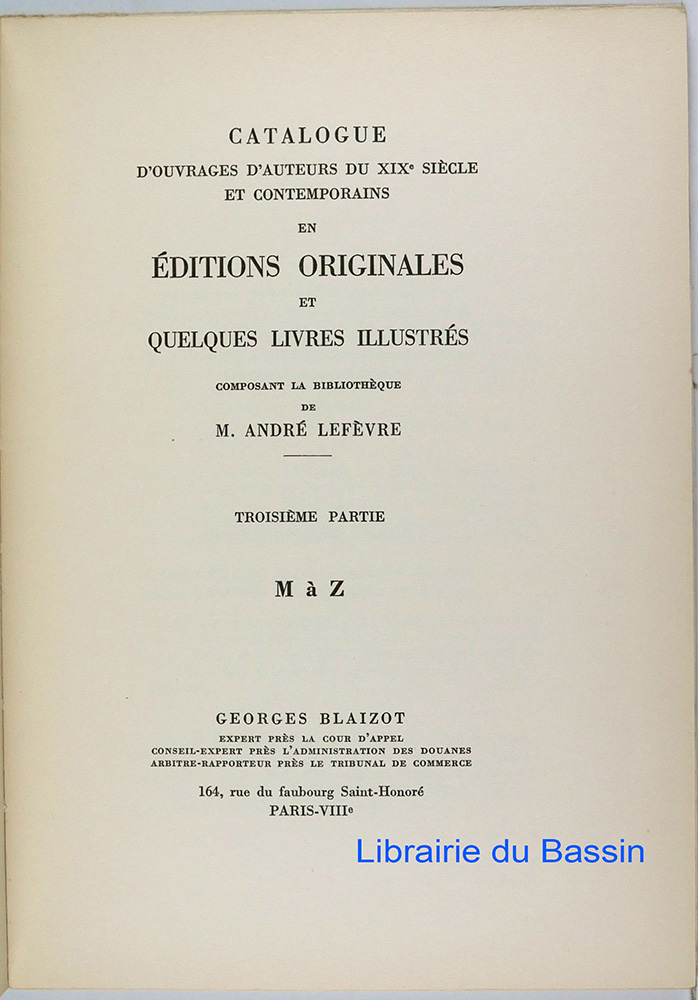 CATALOGUE
D'OUVRAGES D'AUTEURS DU XIXe SIÈCLE
ET CONTEMPORAINS
EN
ÉDITIONS ORIGINALES
ET
QUELQUES LIVRES ILLUSTRÉS
COMPOSANT LA BIBLIOTHÈQUE
DE
M. ANDRÉ LEFÈVRE
TROISIÈME PARTIE
M à Z
GEORGES BLAIZOT
EXPERT PRÈS LA COUR D'APPEL
CONSEIL-EXPERT PRÈS L'ADMINISTRATION DES DOUANES
ARBITRE-RAPPORTEUR PRÈS LE TRIBUNAL DE COMMERCE
164, rue du faubourg Saint-Honoré
PARIS-VIIIe
Librairie du Bassin